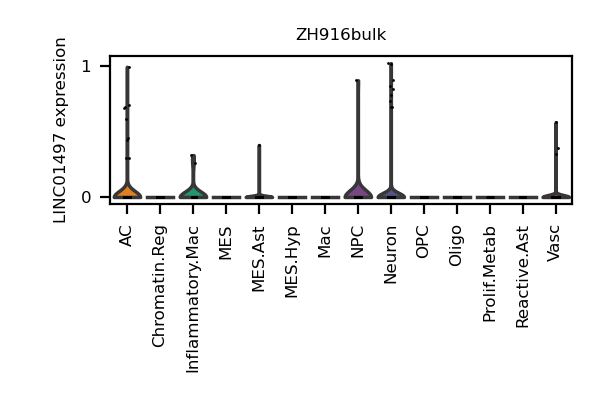 ZH916bulk
LINC01497 expression
1
0
AC
Chromatin.Reg
Inflammatory.Mac
MES
MES.Ast
MES.Hyp
Mac
NPC
Neuron
OPC
Oligo
Prolif.Metab
Reactive.Ast
Vasc